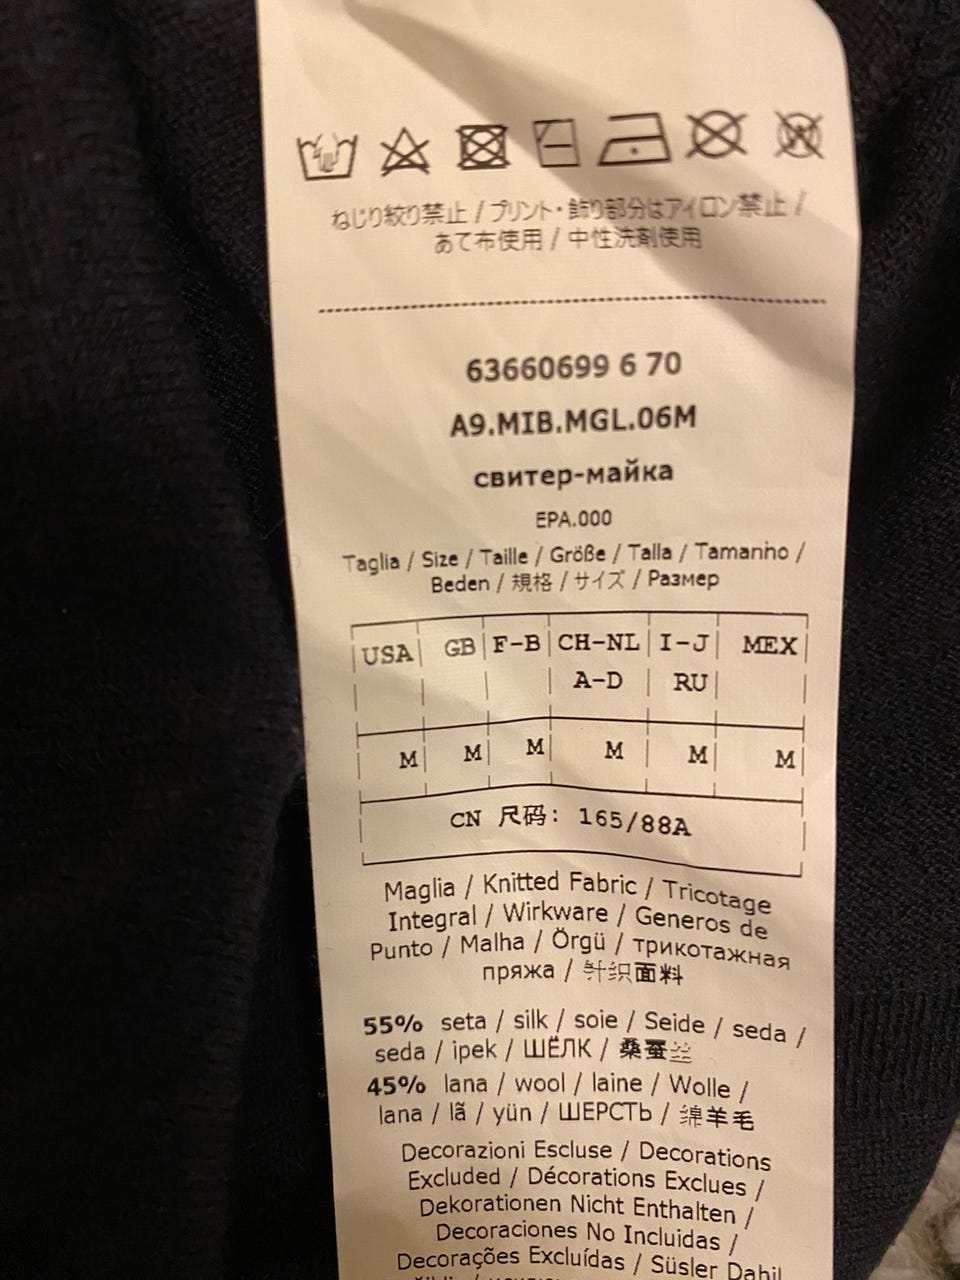 ねじり絞り禁止 / プリント・飾り部分はアイロン禁止 /
あて布使用 / 中性洗剤使用
63660699 6 70
A9.MIB.MGL.06M
свитер-майка
EPA.000
Taglia / Size / Taille / Größe / Talla / Tamanho /
Beden / 規格 / サイズ / Размер
USA GB F-B CH-NL I-J MEX
A-D RU
M M M M M M
CN 尺码: 165/88A
Maglia / Knitted Fabric / Tricotage
Integral / Wirkware / Generos de
Punto / Malha / Örgü / трикотажная
пряжа / 针织面料
55% seta / silk / soie / Seide / seda /
seda / ipek / ШЁЛК / 桑蚕丝
45% lana / wool / laine / Wolle /
lana / lã / yün / ШЕРСТЬ / 绵羊毛
Decorazioni Escluse / Decorations
Excluded / Décorations Exclues /
Dekorationen Nicht Enthalten /
Decoraciones No Incluidas /
Decorações Excluídas / Süsler Dahil